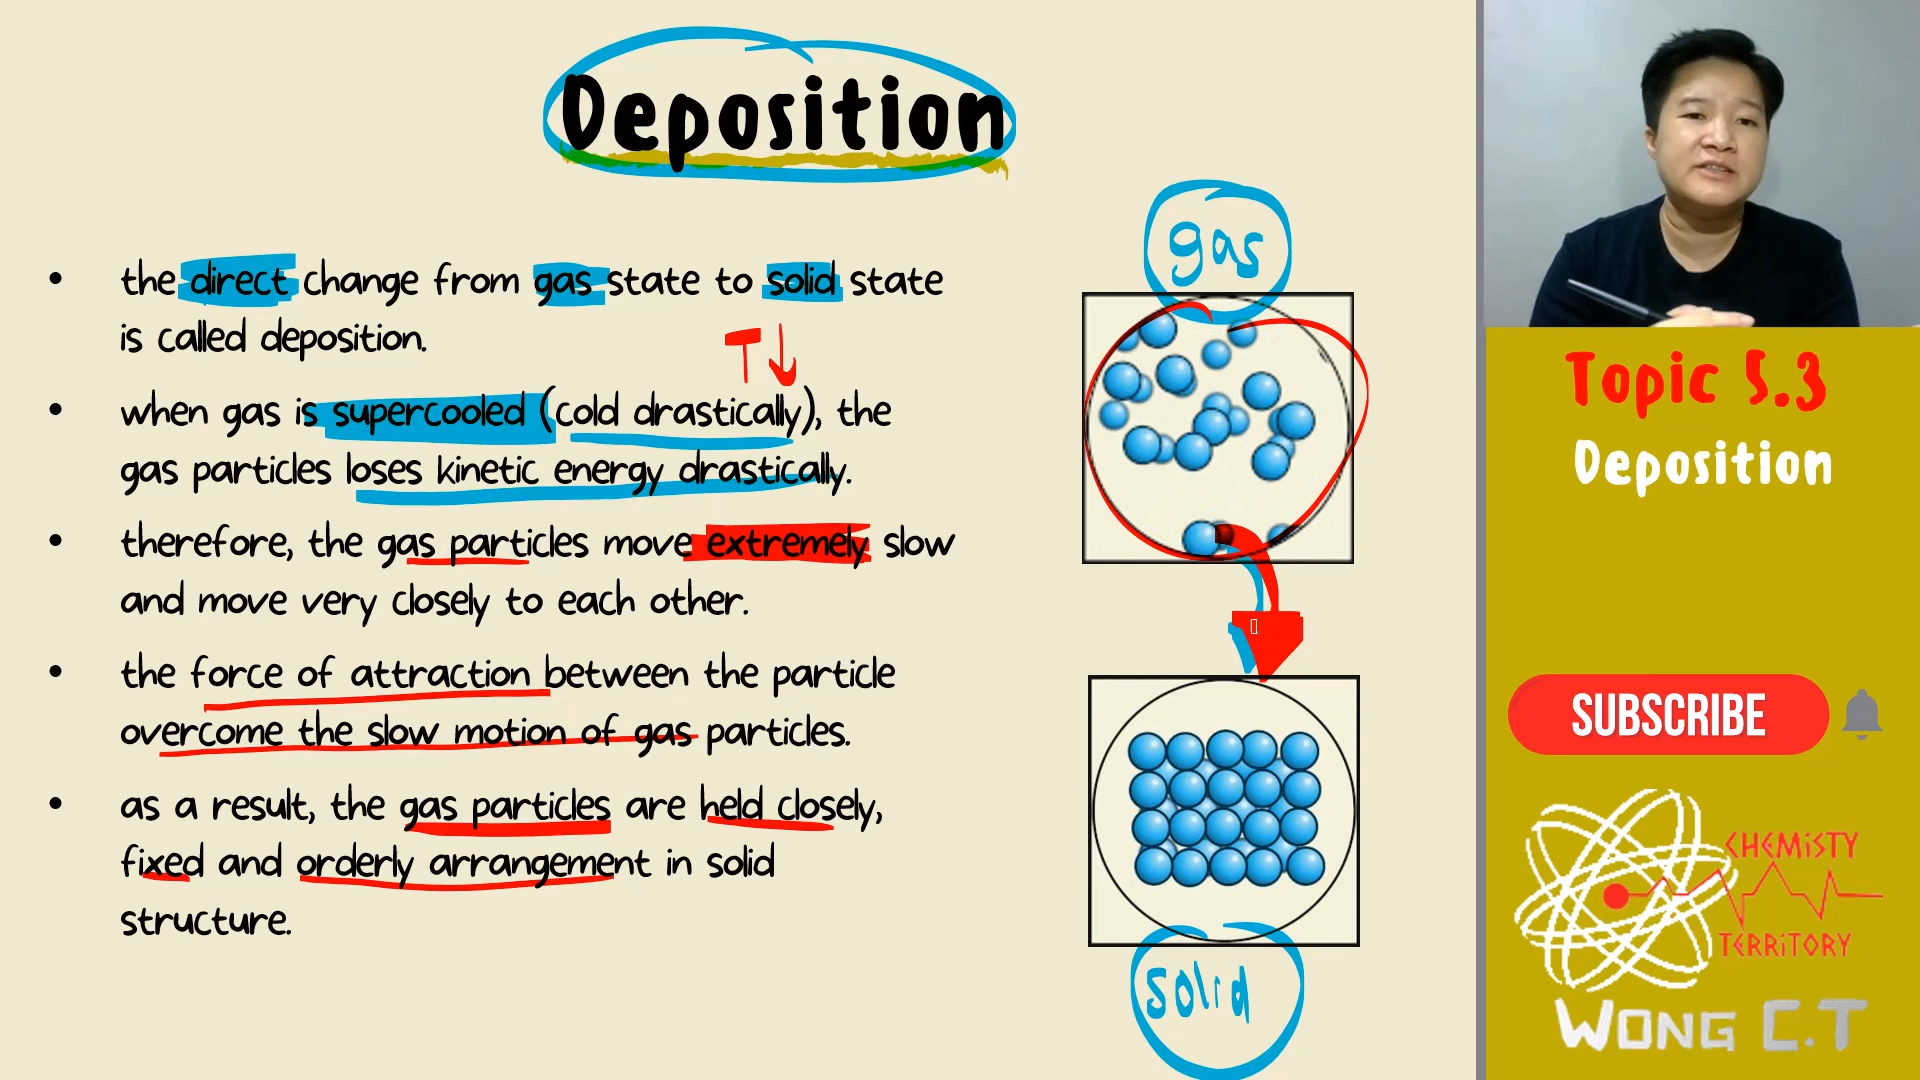 Deposition
the direct change from gas state to solid state
is called deposition.
T↓
when gas is supercooled (cold drastically), the
gas particles loses kinetic energy drastically.
therefore, the gas particles move extremely slow
and move very closely to each other.
the force of attraction between the particle
overcome the slow motion of gas particles.
as a result, the gas particles are held closely,
fixed and orderly arrangement in solid
structure.
gas
solid
Topic 5.3
Deposition
SUBSCRIBE
CHEMiSTY
TERRiTORY
WONG C.T